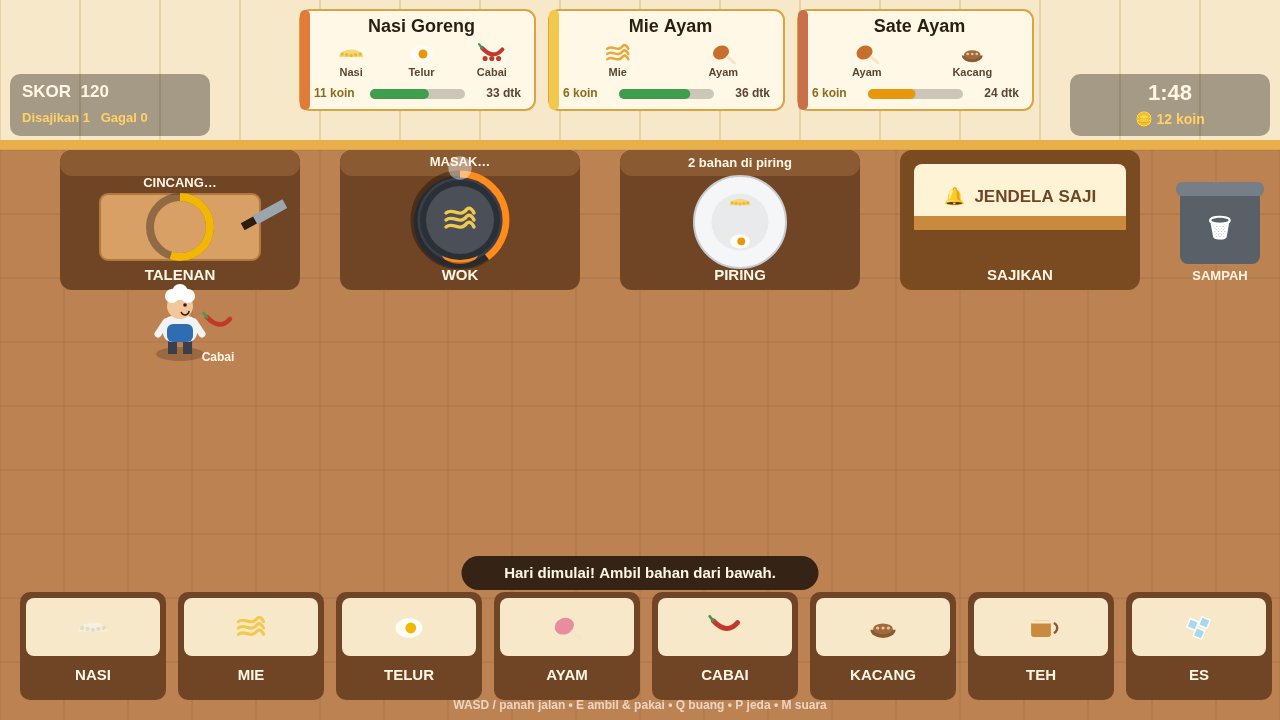 Nasi Goreng
Nasi Telur Cabai
11 koin 33 dtk
Mie Ayam
Mie Ayam
6 koin 36 dtk
Sate Ayam
Ayam Kacang
6 koin 24 dtk
SKOR 120
Disajikan 1 Gagal 0
1:48
12 koin
CINCANG…
TALENAN
MASAK…
WOK
2 bahan di piring
PIRING
JENDELA SAJI
SAJIKAN
SAMPAH
Cabai
Hari dimulai! Ambil bahan dari bawah.
NASI
MIE
TELUR
AYAM
CABAI
KACANG
TEH
ES
WASD / panah jalan • E ambil & pakai • Q buang • P jeda • M suara